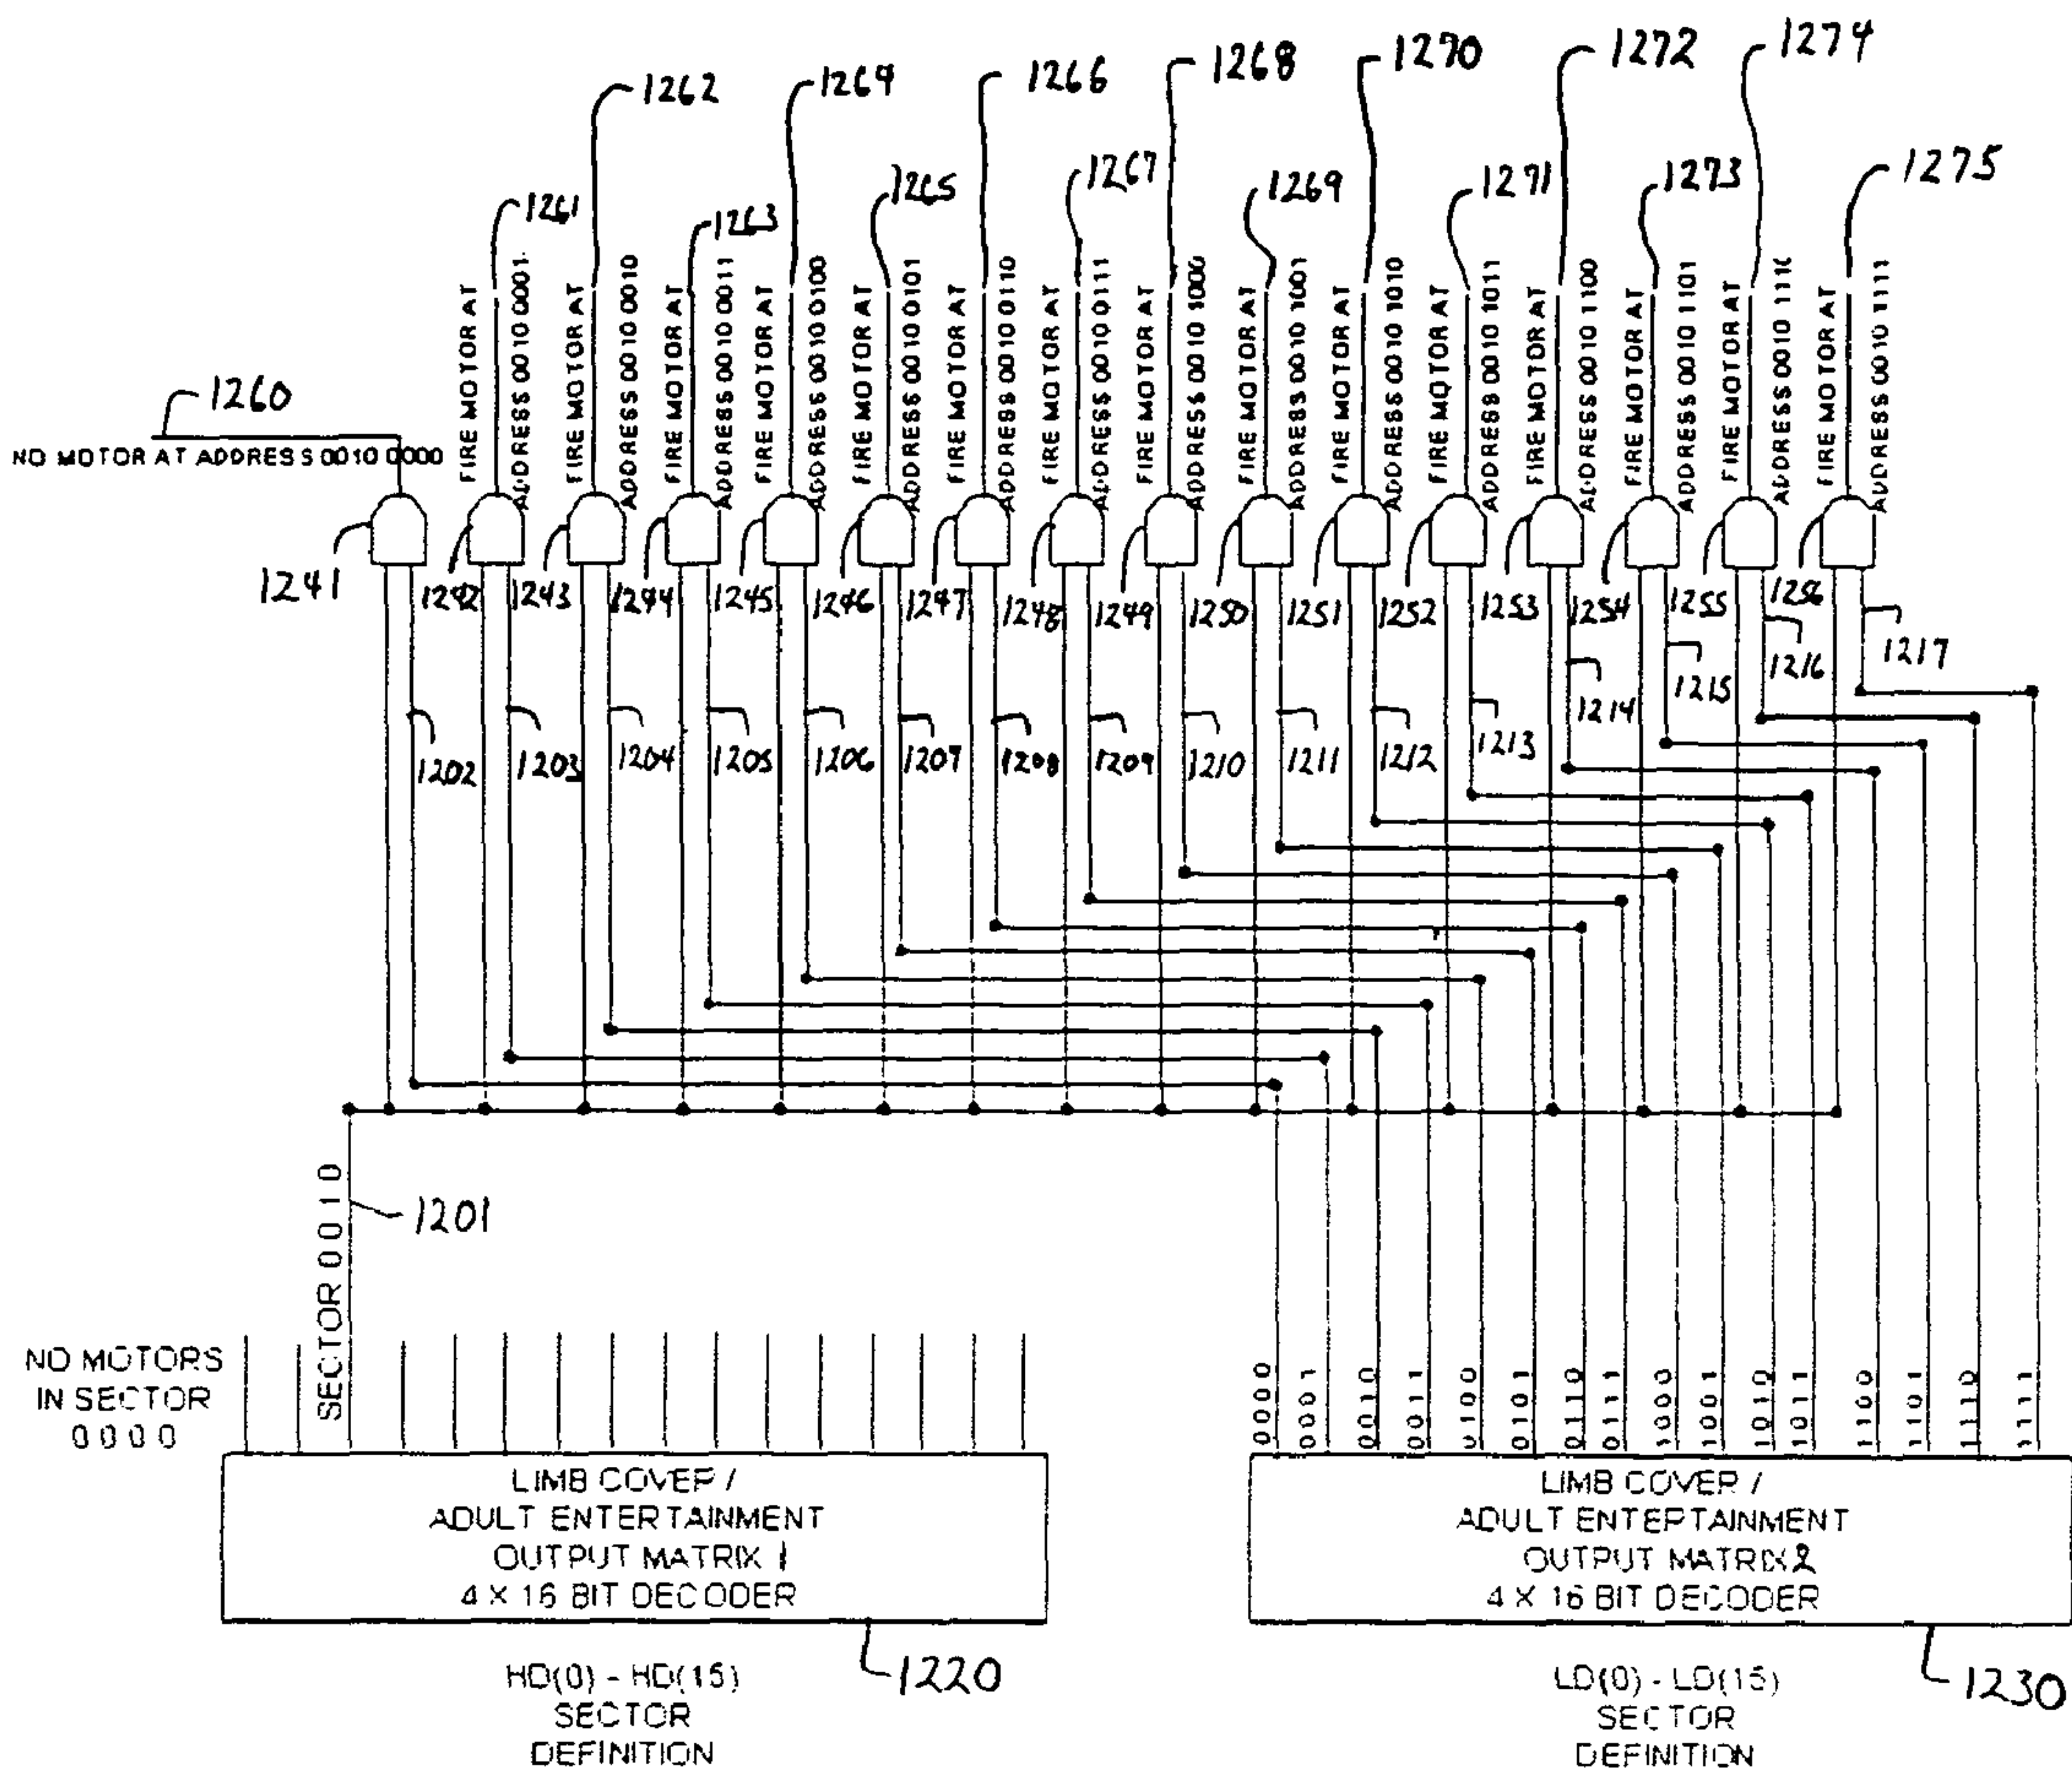 1274
1272
1270
1268
1266
1264
1262
1275
1273
1271
1269
1267
1265
1263
1261
1260
NO MOTOR AT ADDRESS 0010 0000
FIRE MOTOR AT
ADDRESS 0010 0001
FIRE MOTOR AT
ADDRESS 0010 0010
FIRE MOTOR AT
ADDRESS 0010 0011
FIRE MOTOR AT
ADDRESS 0010 0100
FIRE MOTOR AT
ADDRESS 0010 0101
FIRE MOTOR AT
ADDRESS 0010 0110
FIRE MOTOR AT
ADDRESS 0010 0111
FIRE MOTOR AT
ADDRESS 0010 1000
FIRE MOTOR AT
ADDRESS 0010 1001
FIRE MOTOR AT
ADDRESS 0010 1010
FIRE MOTOR AT
ADDRESS 0010 1011
FIRE MOTOR AT
ADDRESS 0010 1100
FIRE MOTOR AT
ADDRESS 0010 1101
FIRE MOTOR AT
ADDRESS 0010 1110
FIRE MOTOR AT
ADDRESS 0010 1111
1241
1242
1243
1244
1245
1246
1247
1248
1249
1250
1251
1252
1253
1254
1255
1256
1202
1203
1204
1205
1206
1207
1208
1209
1210
1211
1212
1213
1214
1215
1216
1217
SECTOR 0010
1201
NO MOTORS
IN SECTOR
0000
0000
0001
0010
0011
0100
0101
0110
0111
1000
1001
1010
1011
1100
1101
1110
1111
LIMB COVER /
ADULT ENTERTAINMENT
OUTPUT MATRIX 1
4 X 16 BIT DECODER
1220
HD(0) - HD(15)
SECTOR
DEFINITION
LIMB COVER /
ADULT ENTERTAINMENT
OUTPUT MATRIX 2
4 X 16 BIT DECODER
1230
LD(0) - LD(15)
SECTOR
DEFINITION